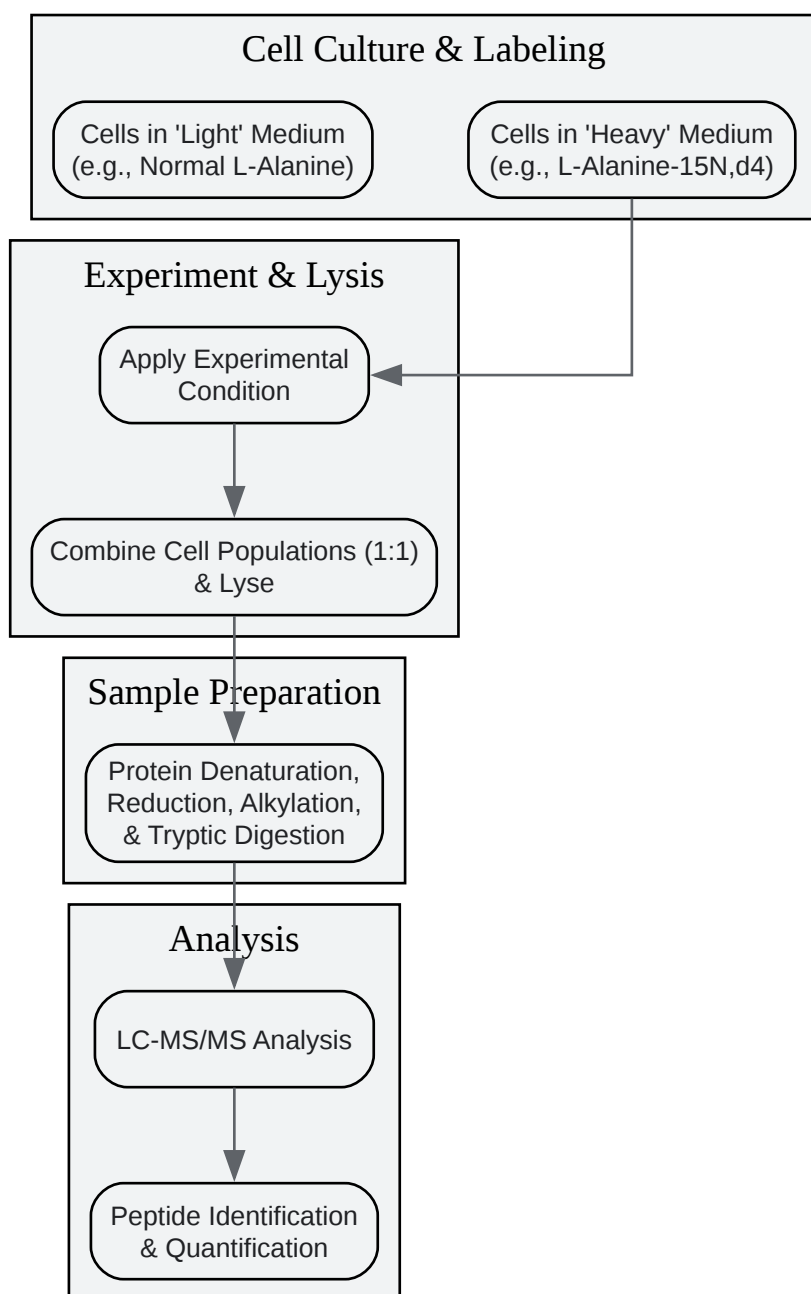 Cell Culture & Labeling
Cells in 'Light' Medium
(e.g., Normal L-Alanine)
Cells in 'Heavy' Medium
(e.g., L-Alanine-15N,d4)
Experiment & Lysis
Apply Experimental
Condition
Combine Cell Populations (1:1)
& Lyse
Sample Preparation
Protein Denaturation,
Reduction, Alkylation,
& Tryptic Digestion
Analysis
LC-MS/MS Analysis
Peptide Identification
& Quantification